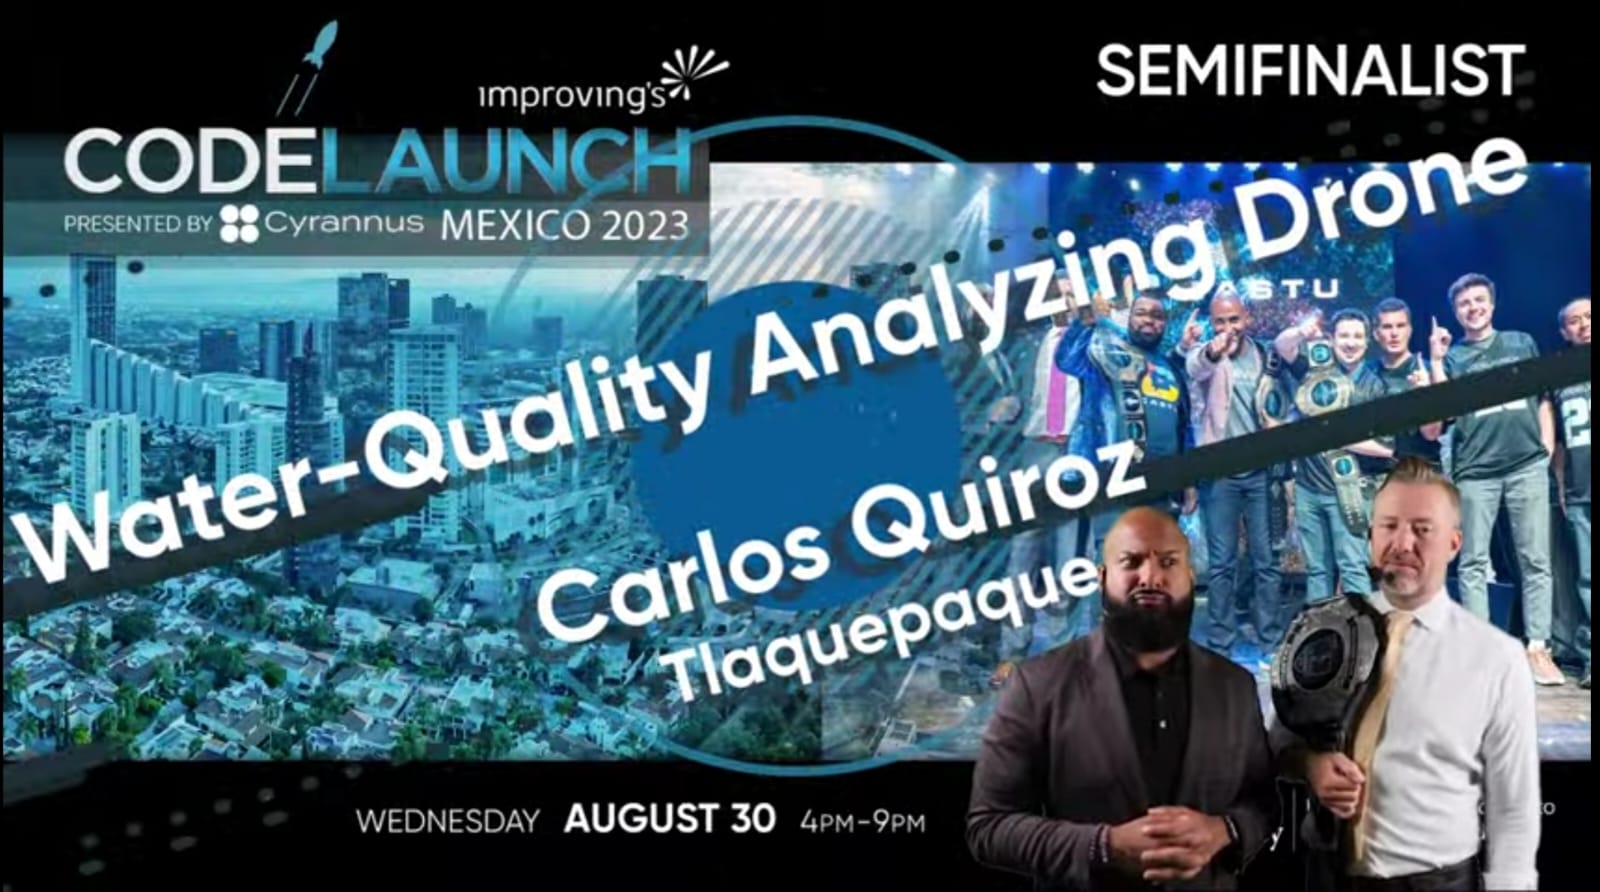 improving's
SEMIFINALIST
CODELAUNCH
PRESENTED BY Cyrannus MEXICO 2023
Water-Quality Analyzing Drone
ASTU
Carlos Quiroz
Tlaquepaque
WEDNESDAY AUGUST 30 4PM-9PM